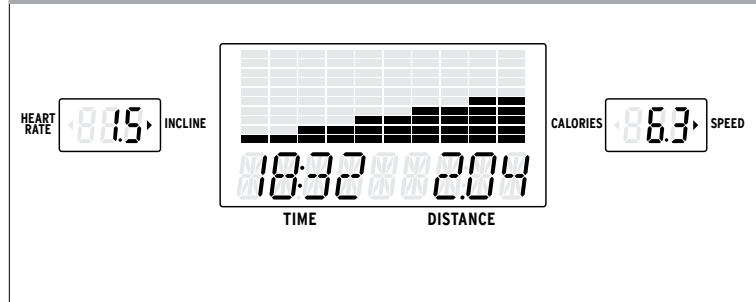 HEART RATE 1.5 INCLINE
CALORIES 6.3 SPEED
18:32 2.04
TIME DISTANCE